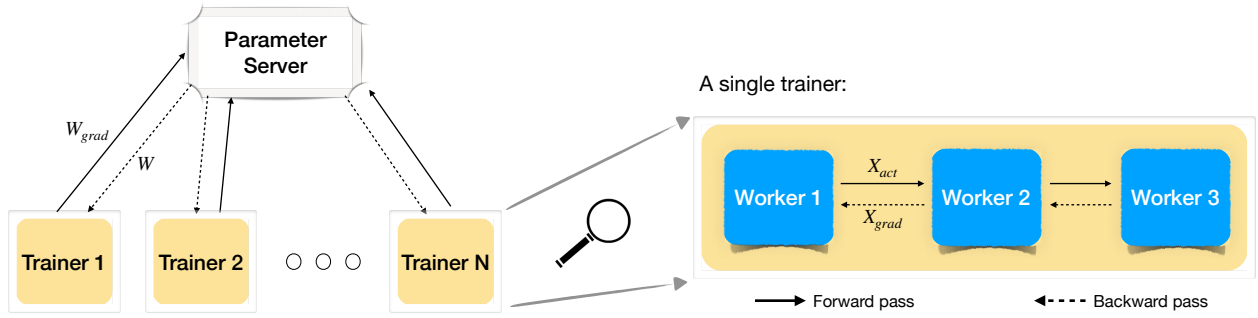 Parameter
Server
W_grad
W
Trainer 1
Trainer 2
Trainer N
A single trainer:
Worker 1
X_act
X_grad
Worker 2
Worker 3
Forward pass
Backward pass